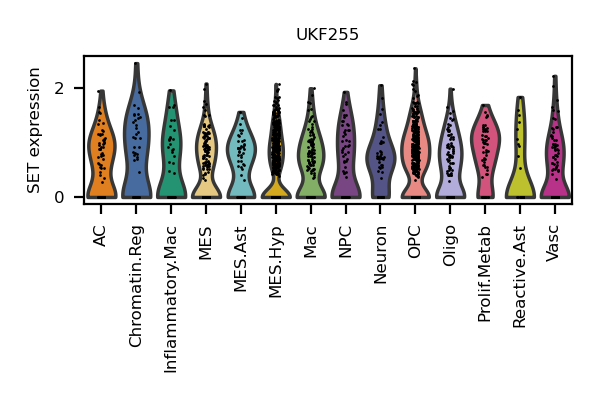 UKF255
SET expression
2
0
AC
Chromatin.Reg
Inflammatory.Mac
MES
MES.Ast
MES.Hyp
Mac
NPC
Neuron
OPC
Oligo
Prolif.Metab
Reactive.Ast
Vasc